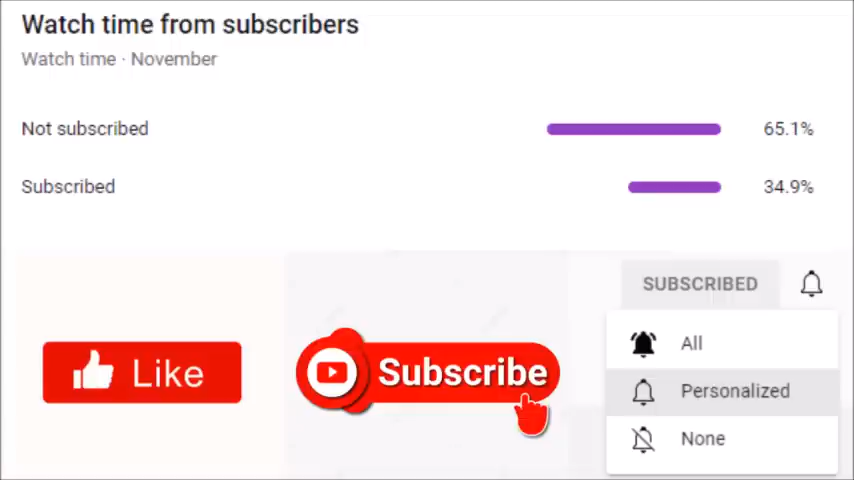 Watch time from subscribers
Watch time · November
Not subscribed 65.1%
Subscribed 34.9%
SUBSCRIBED
All
Like
Subscribe
Personalized
None